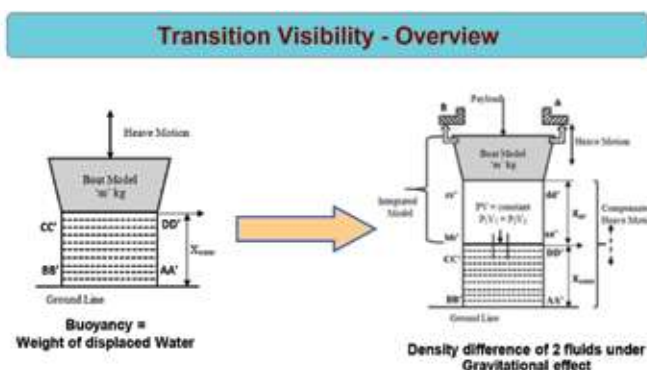 Transition Visibility - Overview
Heave Motion
Boat Model
'm' kg
CC'
DD'
X
BB'
AA'
Ground Line
Buoyancy =
Weight of displaced Water
Payload
Heave Motion
Boat Model
'm' kg
Integrated
Model
PV = constant
CC'
DD'
BB'
AA'
Ground Line
Density difference of 2 fluids under
Gravitational effect